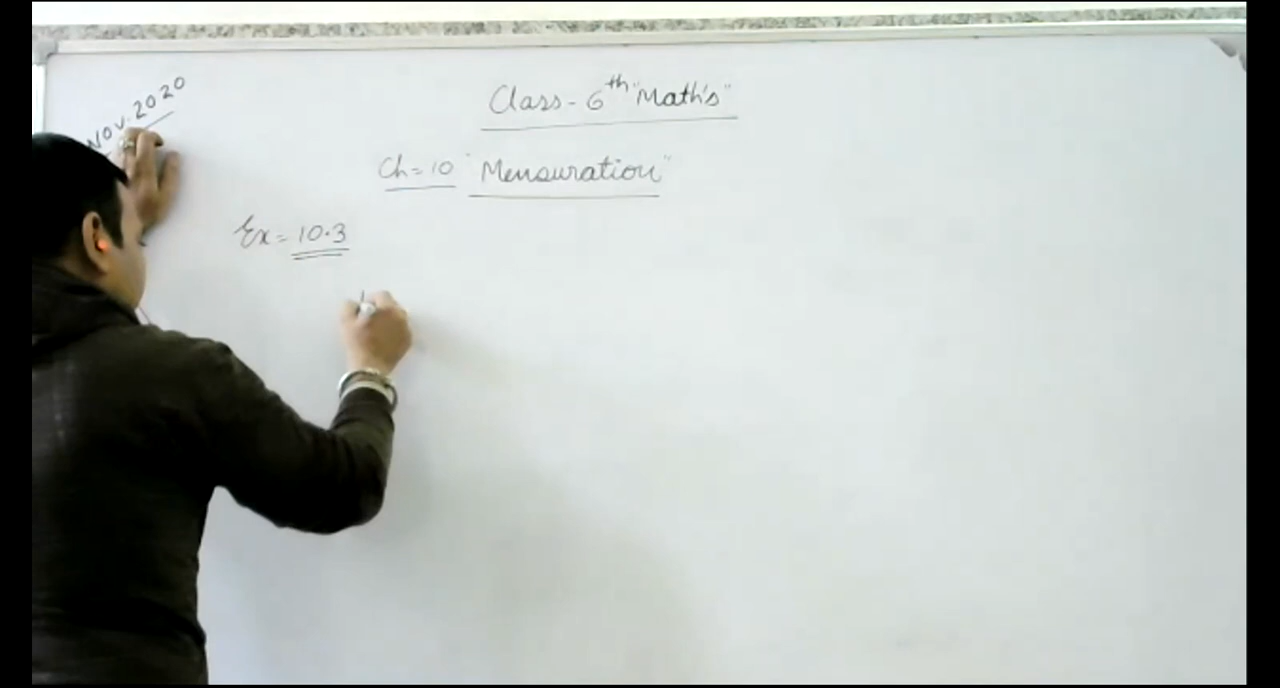 NOV. 2020
Class - 6th "Math's"
Ch = 10 "Mensuration"
Ex = 10.3